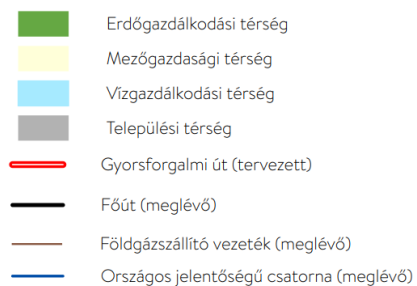 Erdőgazdálkodási térség
Mezőgazdasági térség
Vízgazdálkodási térség
Települési térség
Gyorsforgalmi út (tervezett)
Főút (meglévő)
Földgázszállító vezeték (meglévő)
Országos jelentőségű csatorna (meglévő)